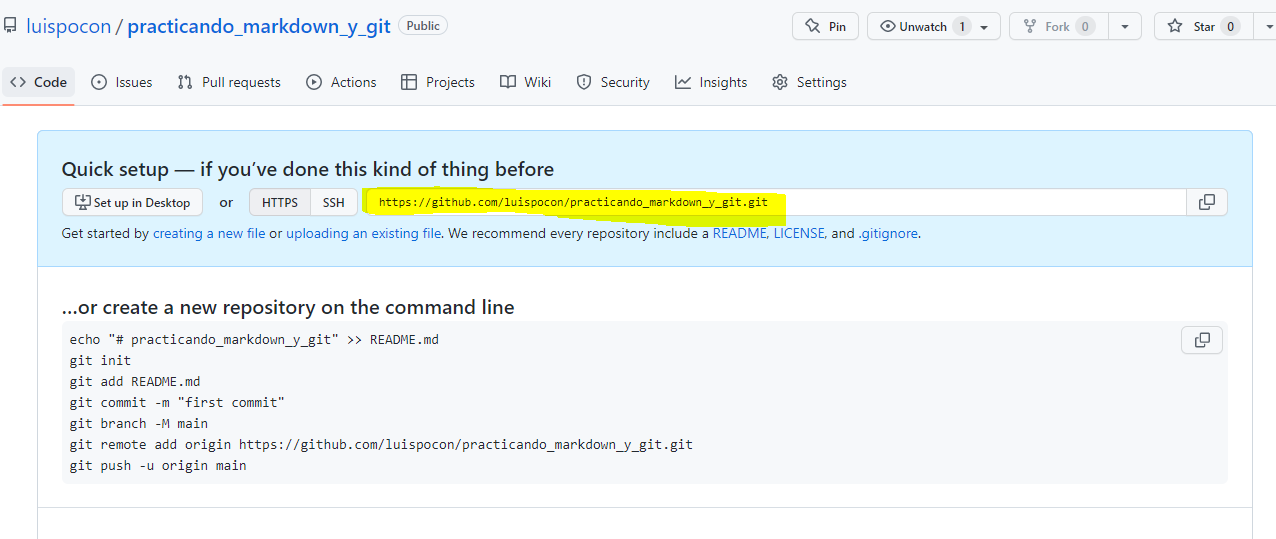 luispocon / practicando_markdown_y_git Public Pin Unwatch 1 Fork 0 Star 0
Code Issues Pull requests Actions Projects Wiki Security Insights Settings
Quick setup — if you’ve done this kind of thing before
Set up in Desktop or HTTPS SSH https://github.com/luispocon/practicando_markdown_y_git.git
Get started by creating a new file or uploading an existing file. We recommend every repository include a README, LICENSE, and .gitignore.
…or create a new repository on the command line
echo "# practicando_markdown_y_git" >> README.md
git init
git add README.md
git commit -m "first commit"
git branch -M main
git remote add origin https://github.com/luispocon/practicando_markdown_y_git.git
git push -u origin main